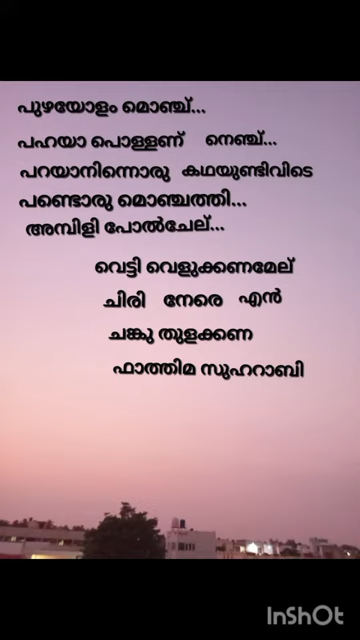 പുഴയോളം മൊഞ്ച്...
പഹയാ പൊള്ളണ് നെഞ്ച്...
പറയാനിന്നൊരു കഥയുണ്ടിവിടെ
പണ്ടൊരു മൊഞ്ചത്തി...
അമ്പിളി പോൽചേല്...
വെട്ടി വെളുക്കണമേല്
ചിരി നേരെ എൻ
ചങ്കു തുളക്കണ
ഫാത്തിമ സുഹറാബി
InShOt